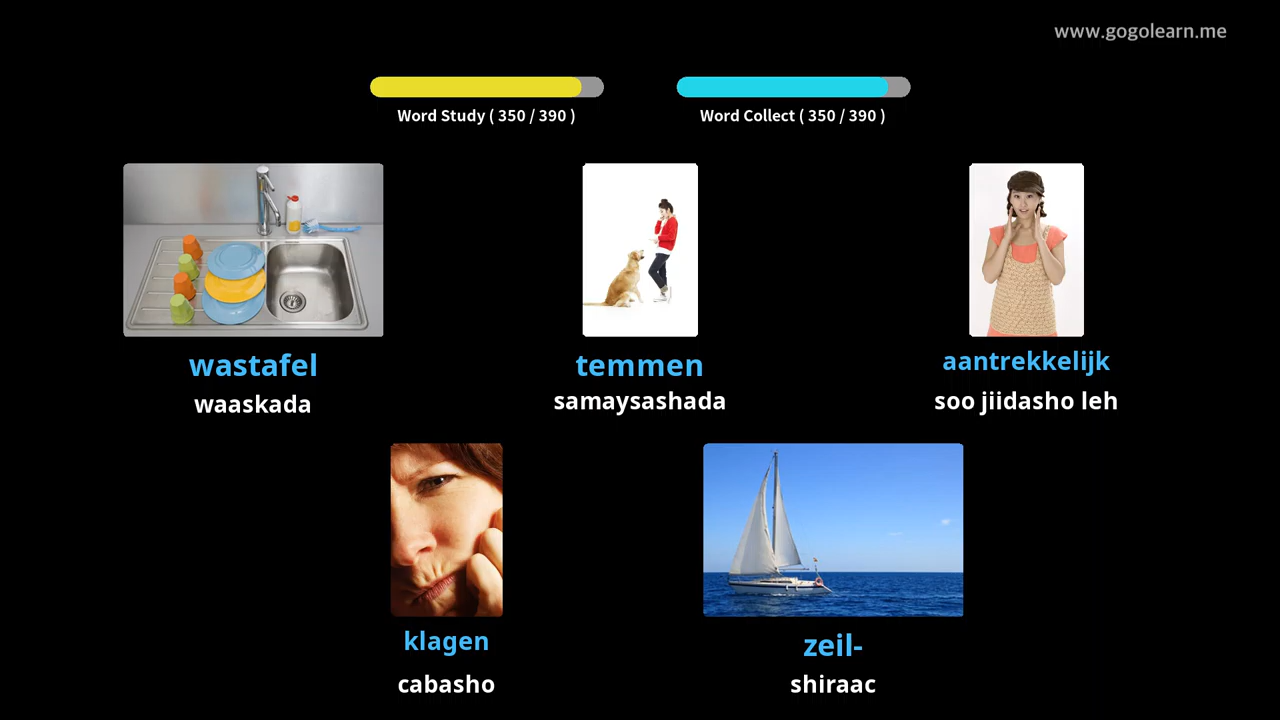 www.gogolearn.me
Word Study ( 350 / 390 )
Word Collect ( 350 / 390 )
wastafel
waaskada
temmen
samaysashada
aantrekkelijk
soo jiidasho leh
klagen
cabasho
zeil-
shiraac